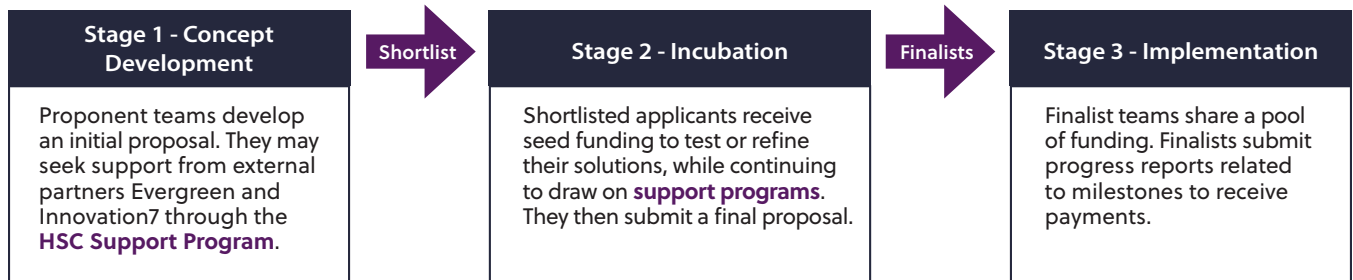 Stage 1 - Concept
Development
Proponent teams develop
an initial proposal. They may
seek support from external
partners Evergreen and
Innovation7 through the
HSC Support Program.
Shortlist
Stage 2 - Incubation
Shortlisted applicants receive
seed funding to test or refine
their solutions, while continuing
to draw on support programs.
They then submit a final proposal.
Finalists
Stage 3 - Implementation
Finalist teams share a pool
of funding. Finalists submit
progress reports related
to milestones to receive
payments.